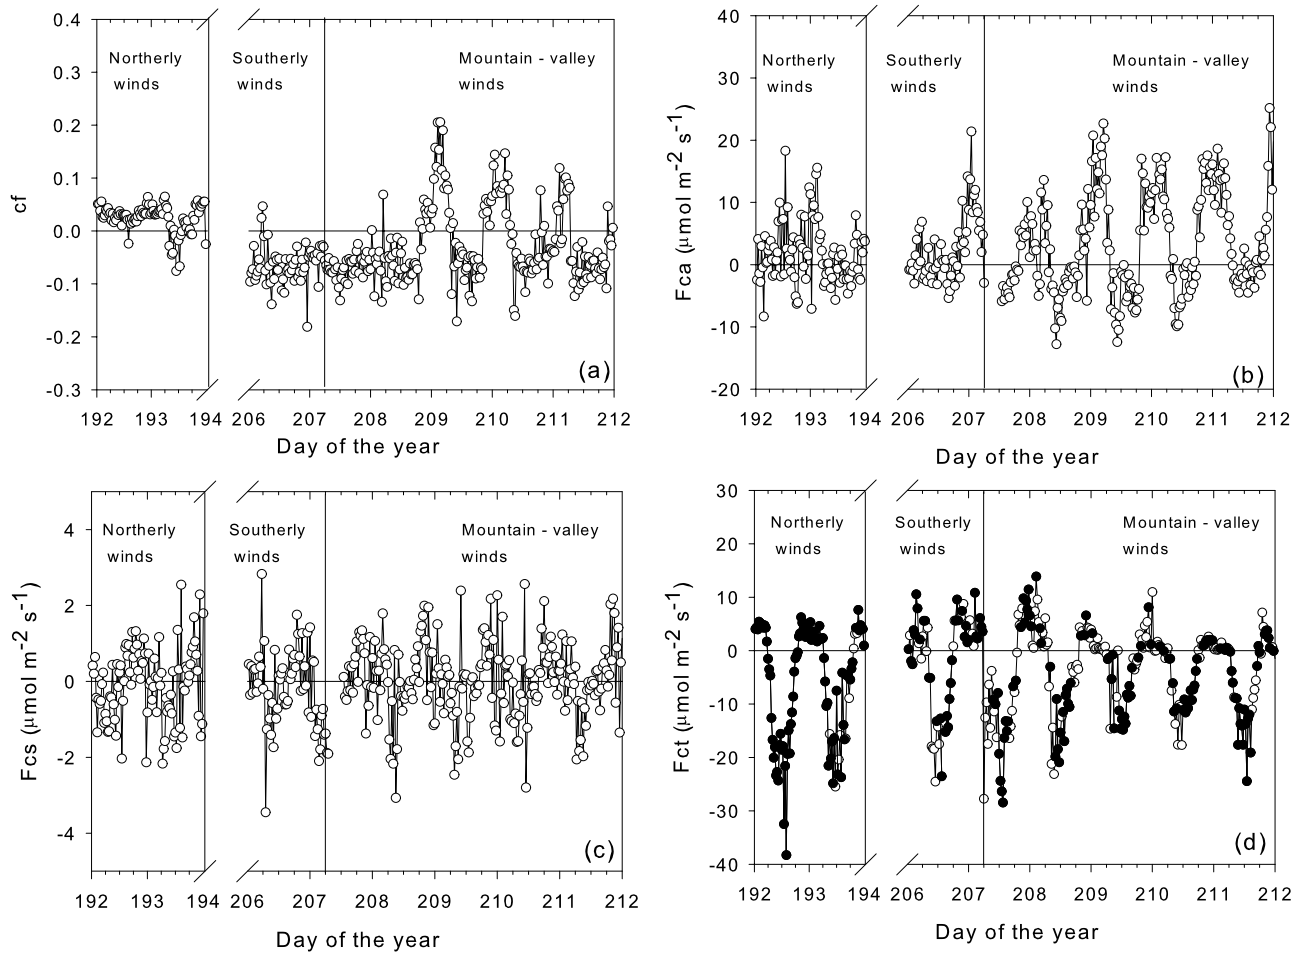 0.4
0.3
0.2
0.1
0.0
-0.1
-0.2
-0.3
cf
Northerly
winds
Southerly
winds
Mountain - valley
winds
(a)
192 193 194 206 207 208 209 210 211 212
Day of the year
40
30
20
10
0
-10
-20
Fca (μmol m-2 s-1)
Northerly
winds
Southerly
winds
Mountain - valley
winds
(b)
192 193 194 206 207 208 209 210 211 212
Day of the year
4
2
0
-2
-4
Fcs (μmol m-2 s-1)
Northerly
winds
Southerly
winds
Mountain - valley
winds
(c)
192 193 194 206 207 208 209 210 211 212
Day of the year
30
20
10
0
-10
-20
-30
-40
Fct (μmol m-2 s-1)
Northerly
winds
Southerly
winds
Mountain - valley
winds
(d)
192 193 194 206 207 208 209 210 211 212
Day of the year